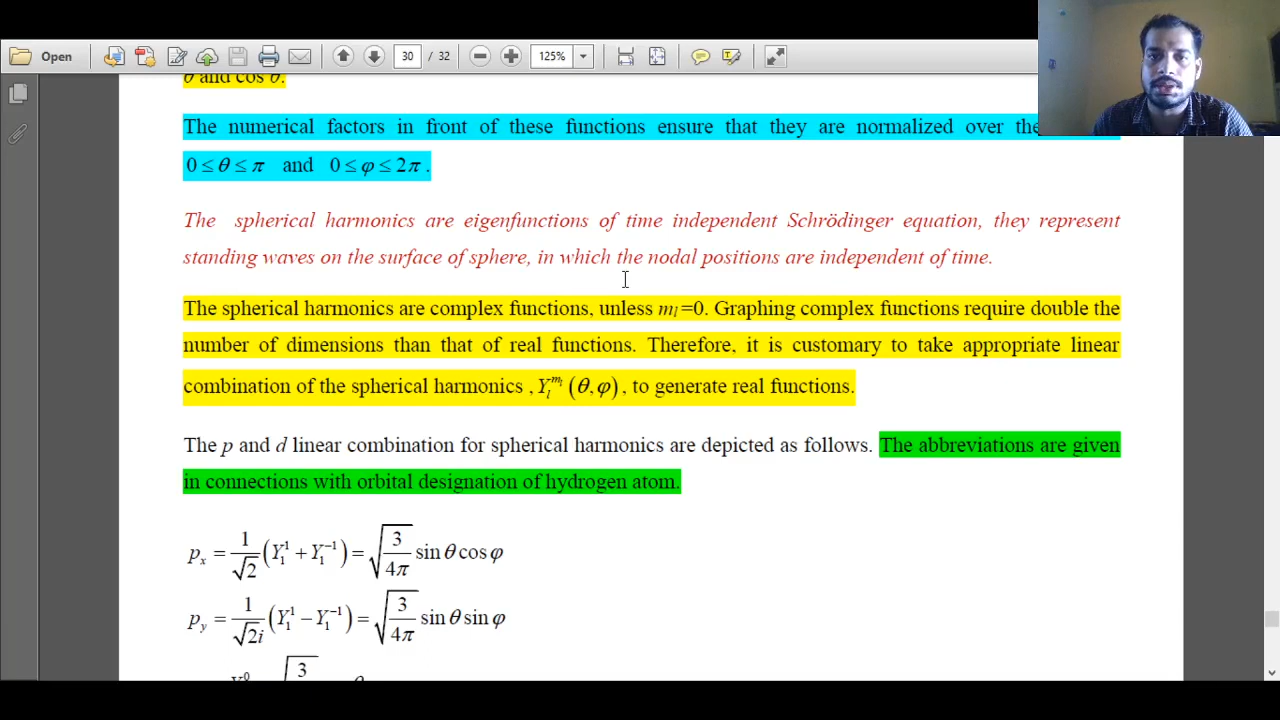 Open
30 / 32
125%
θ and cos θ.
The numerical factors in front of these functions ensure that they are normalized over the
0 ≤ θ ≤ π and 0 ≤ φ ≤ 2π .
The spherical harmonics are eigenfunctions of time independent Schrödinger equation, they represent
standing waves on the surface of sphere, in which the nodal positions are independent of time.
The spherical harmonics are complex functions, unless m_l=0. Graphing complex functions require double the
number of dimensions than that of real functions. Therefore, it is customary to take appropriate linear
combination of the spherical harmonics , Y_l^{m_l} (θ, φ) , to generate real functions.
The p and d linear combination for spherical harmonics are depicted as follows. The abbreviations are given
in connections with orbital designation of hydrogen atom.
p_x = 1/√2 (Y_1^1 + Y_1^{-1}) = √(3/4π) sin θ cos φ
p_y = 1/√2i (Y_1^1 − Y_1^{-1}) = √(3/4π) sin θ sin φ